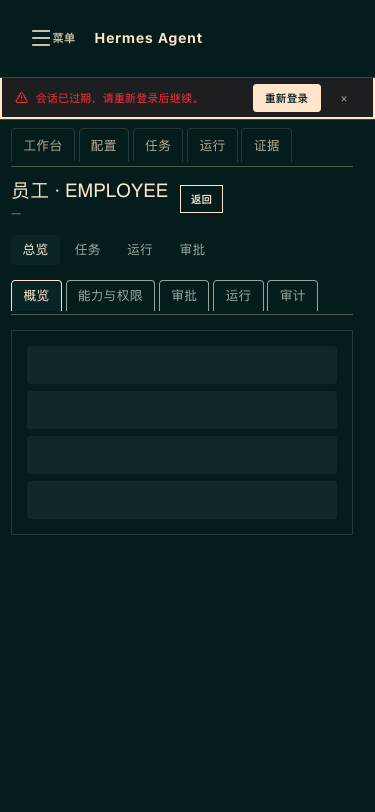 菜单 Hermes Agent
会话已过期，请重新登录后继续。 重新登录 ×
工作台 配置 任务 运行 证据
员工 · EMPLOYEE 返回
—
总览 任务 运行 审批
概览 能力与权限 审批 运行 审计